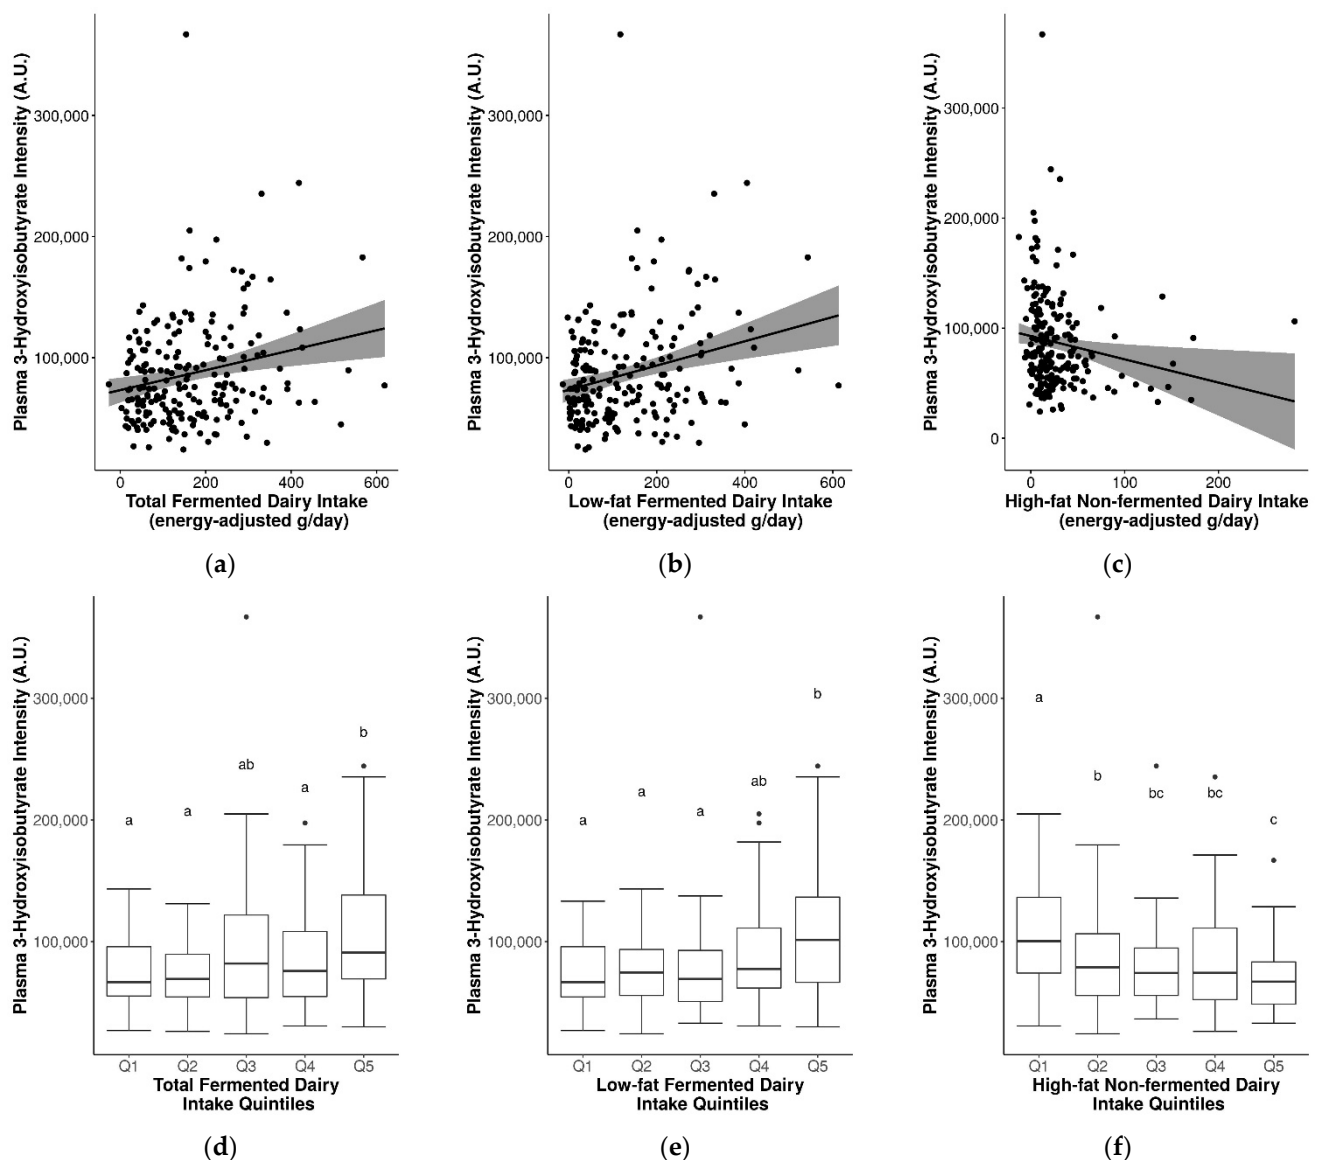 Plasma 3-Hydroxyisobutyrate Intensity (A.U.)
300,000
200,000
100,000
0 200 400 600
Total Fermented Dairy Intake
(energy-adjusted g/day)
(a)
Plasma 3-Hydroxyisobutyrate Intensity (A.U.)
300,000
200,000
100,000
0 200 400 600
Low-fat Fermented Dairy Intake
(energy-adjusted g/day)
(b)
Plasma 3-Hydroxyisobutyrate Intensity (A.U.)
300,000
200,000
100,000
0
0 100 200
High-fat Non-fermented Dairy Intake
(energy-adjusted g/day)
(c)
Plasma 3-Hydroxyisobutyrate Intensity (A.U.)
300,000
200,000
100,000
a a ab a b
Q1 Q2 Q3 Q4 Q5
Total Fermented Dairy
Intake Quintiles
(d)
Plasma 3-Hydroxyisobutyrate Intensity (A.U.)
300,000
200,000
100,000
a a a ab b
Q1 Q2 Q3 Q4 Q5
Low-fat Fermented Dairy
Intake Quintiles
(e)
Plasma 3-Hydroxyisobutyrate Intensity (A.U.)
300,000
200,000
100,000
a b bc bc c
Q1 Q2 Q3 Q4 Q5
High-fat Non-fermented Dairy
Intake Quintiles
(f)